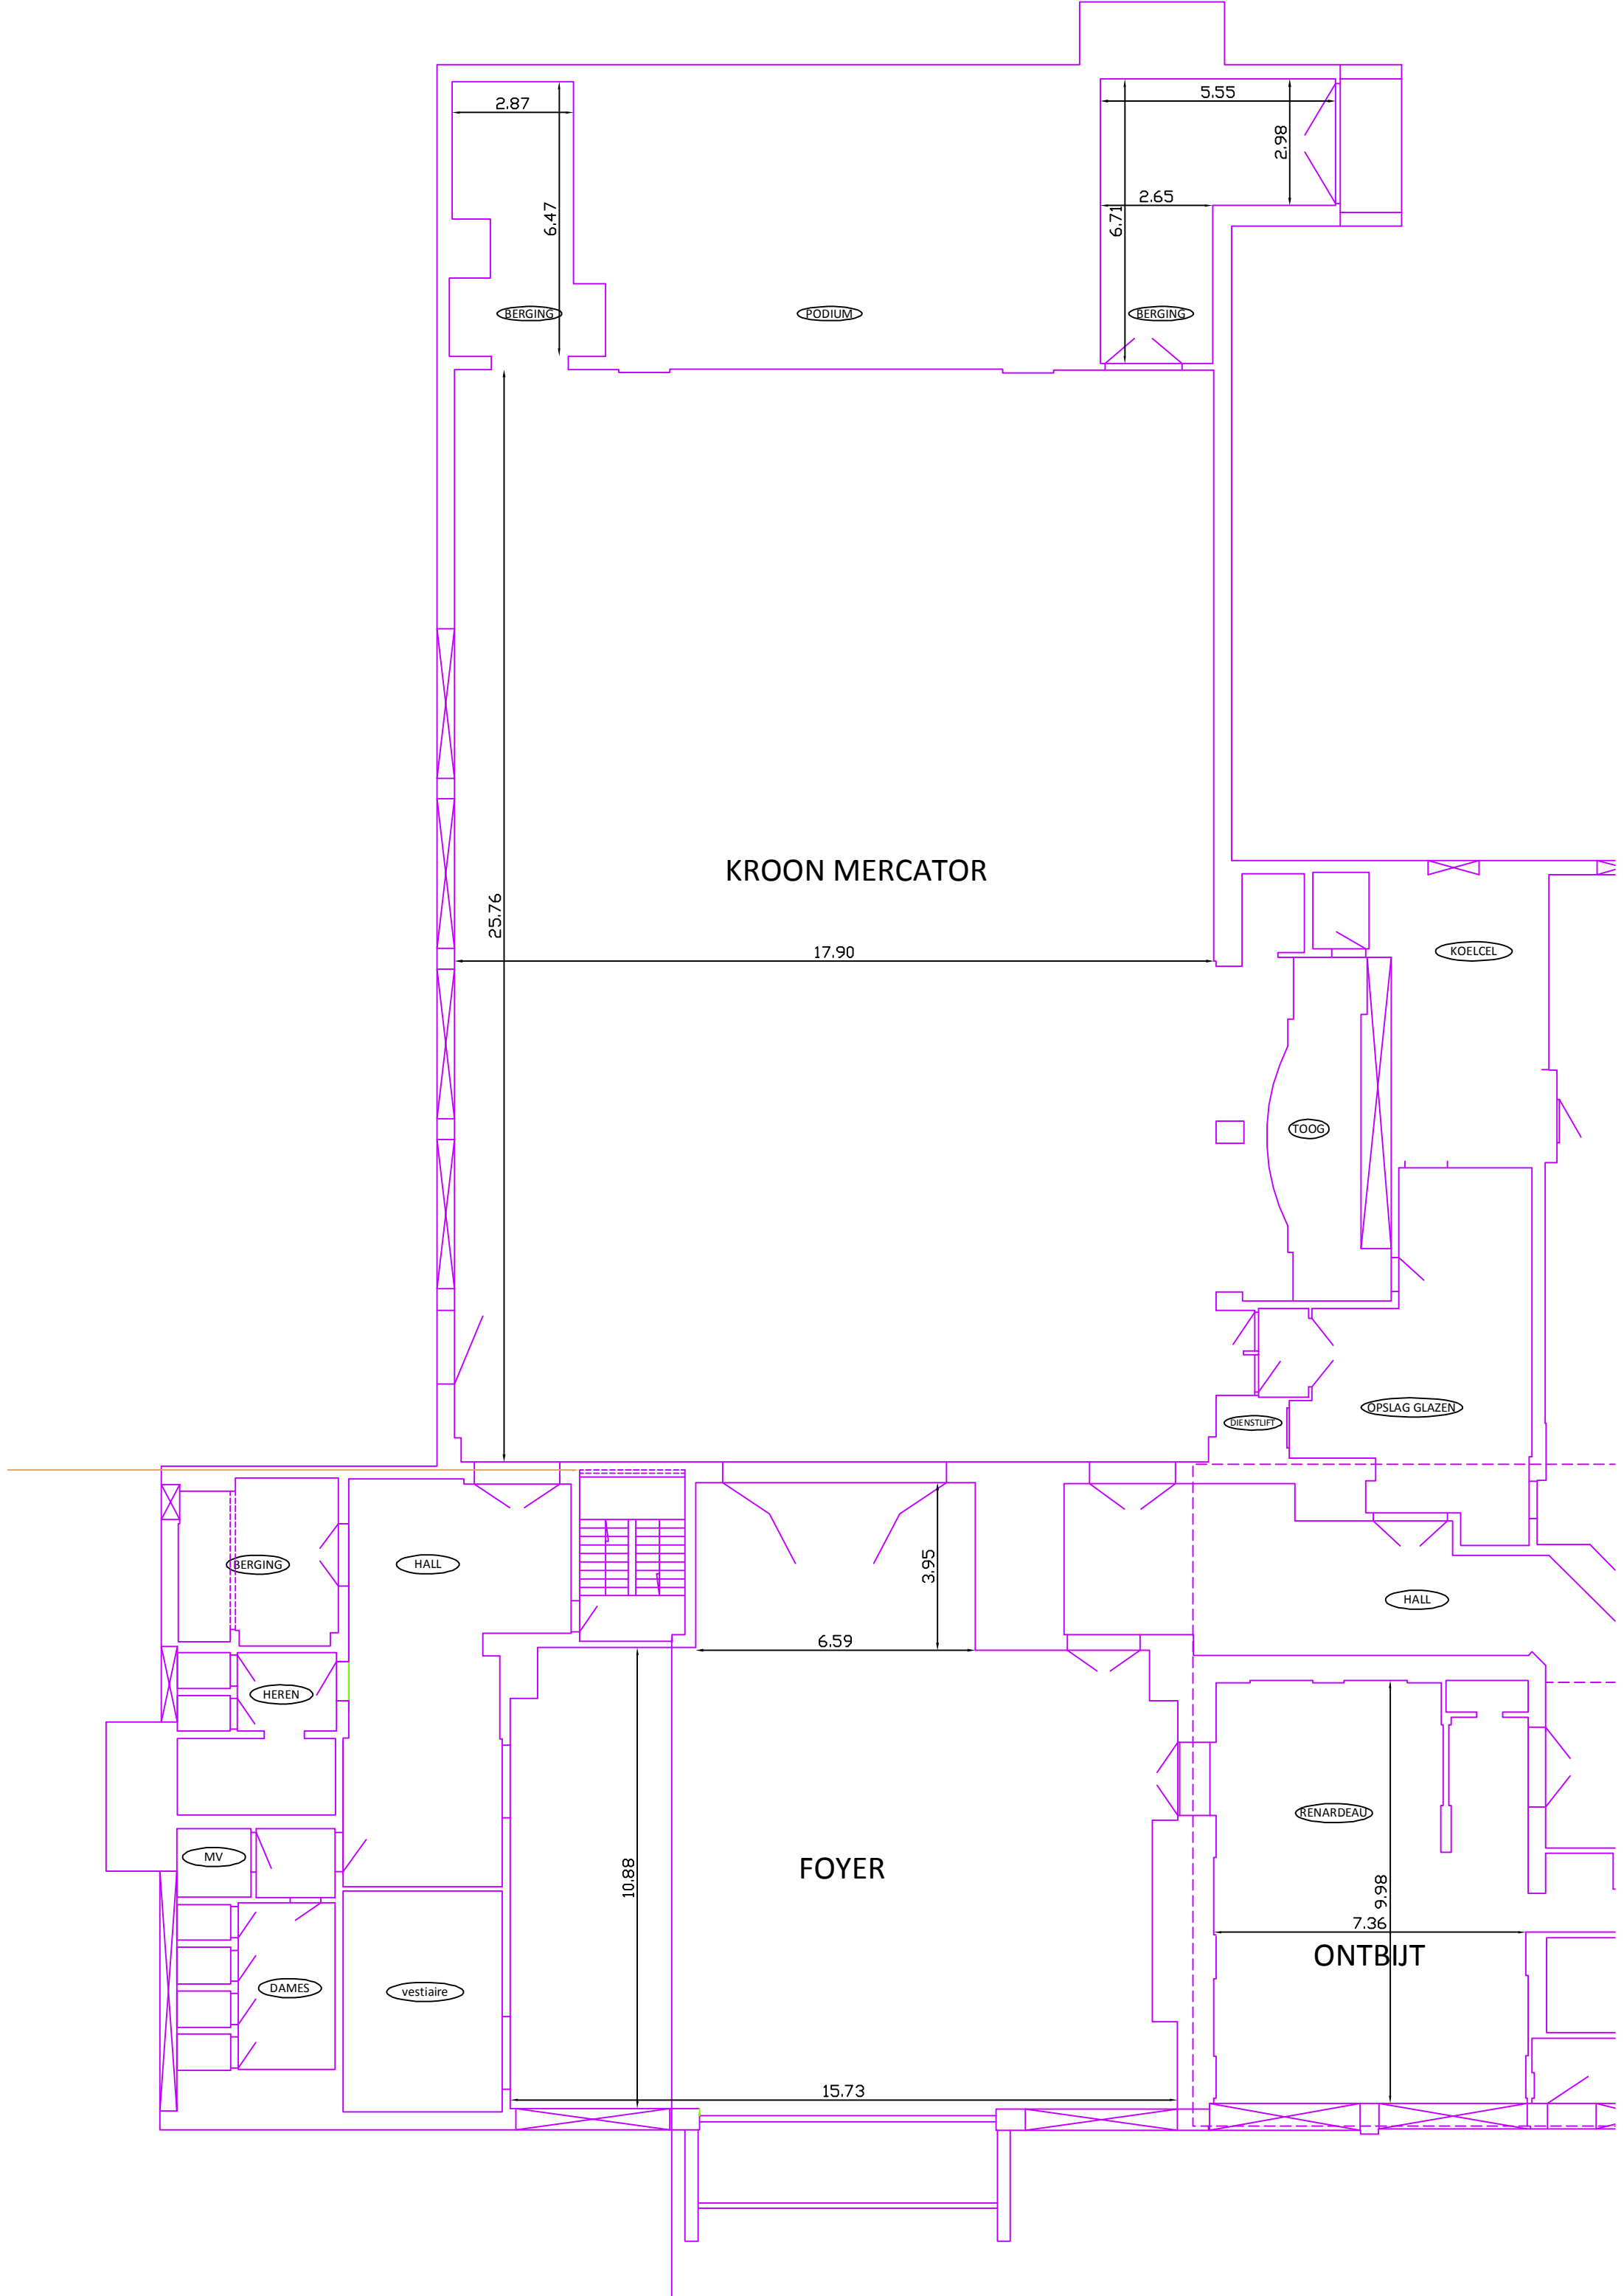 2.87
5.55
2.98
6.47
2.65
6.71
BERGING
PODIUM
BERGING
KROON MERCATOR
25.76
17.90
KOELCEL
TOOG
OPSLAG GLAZEN
DIENSTLIFT
BERGING
HALL
3.95
HALL
6.59
HEREN
RENARDEAU
MV
FOYER
10.88
9.98
7.36
ONTBIJT
DAMES
vestiaire
15.73